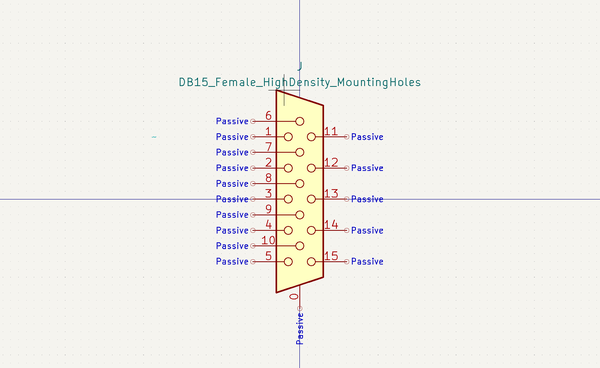 J
DB15_Female_HighDensity_MountingHoles
Passive 6
Passive 1 11 Passive
Passive 7
Passive 2 12 Passive
Passive 8
Passive 3 13 Passive
Passive 9
Passive 4 14 Passive
Passive 10
Passive 5 15 Passive
0
Passive